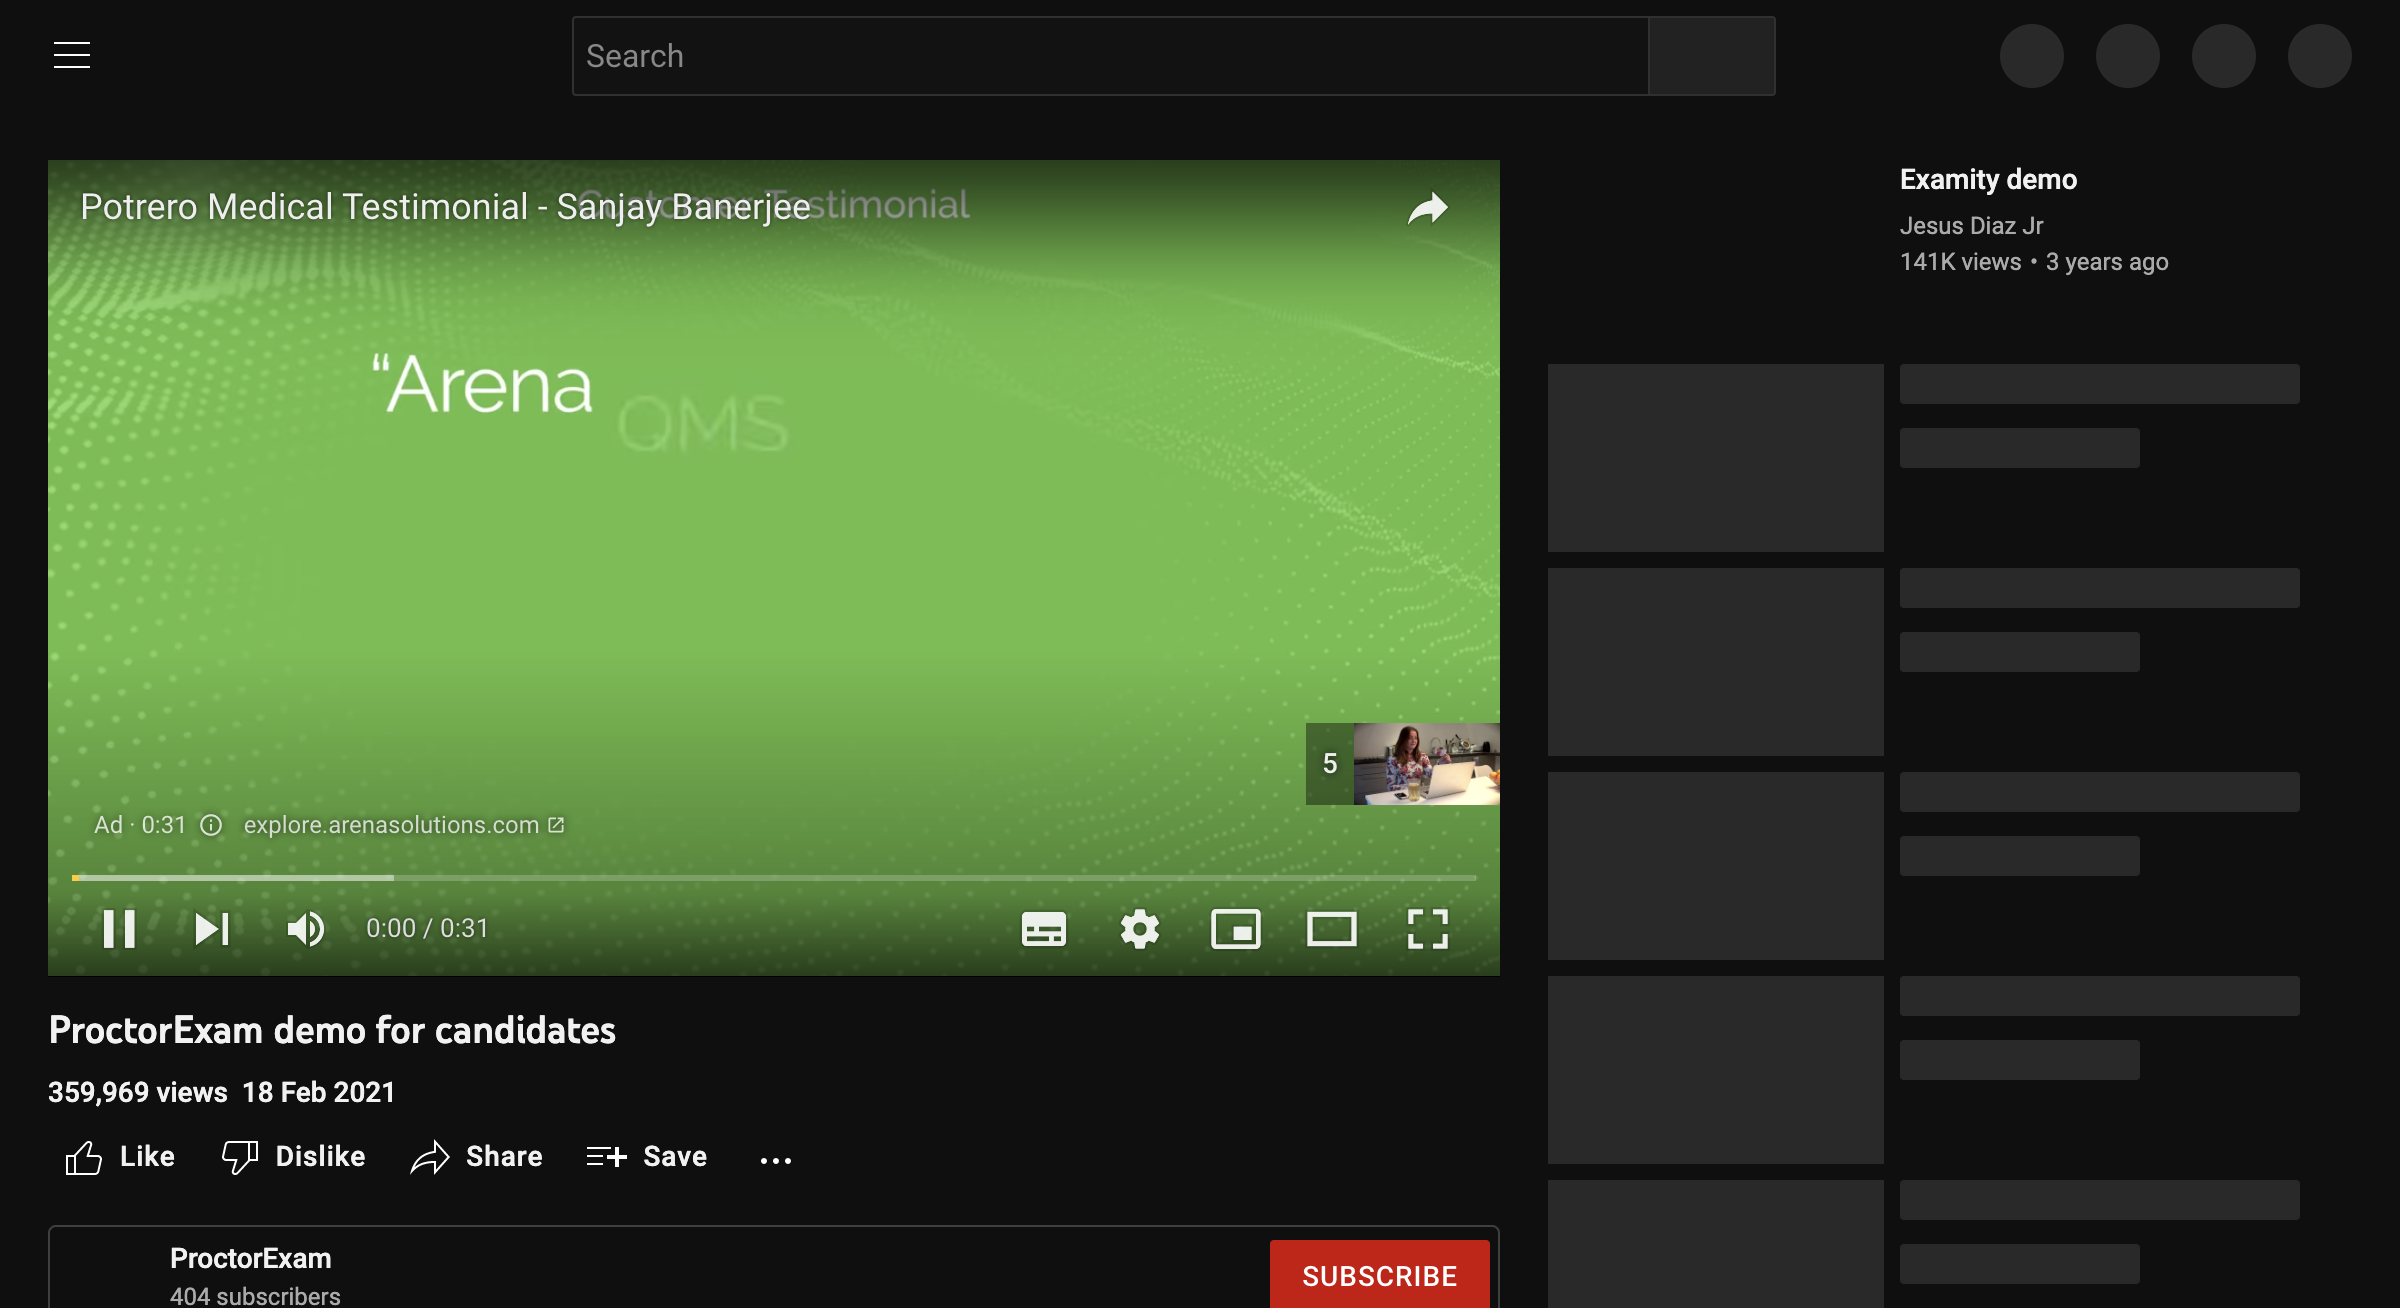 Search
Potrero Medical Testimonial - Sanjay Banerjee
Customer Testimonial
“Arena
QMS
5
Ad · 0:31 explore.arenasolutions.com
0:00 / 0:31
ProctorExam demo for candidates
359,969 views 18 Feb 2021
Like Dislike Share Save ...
ProctorExam
404 subscribers
SUBSCRIBE
Examity demo
Jesus Diaz Jr
141K views • 3 years ago